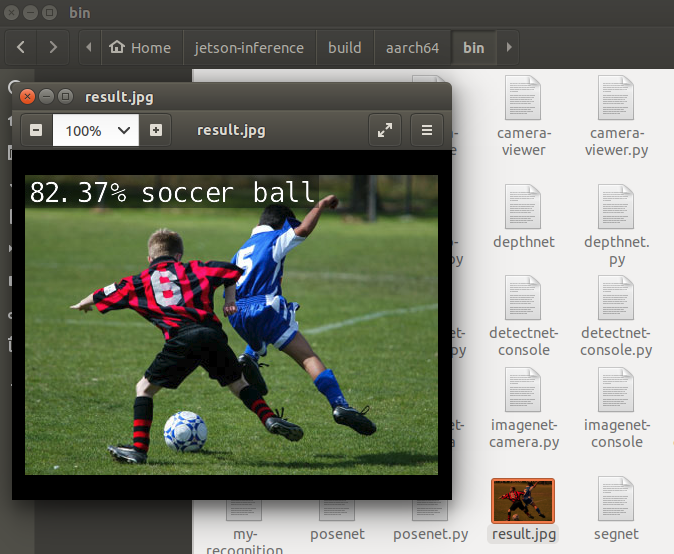 bin
Home
jetson-inference
build
aarch64
bin
result.jpg
100%
result.jpg
82.37% soccer ball
5
6
camera-
viewer
camera-
viewer.py
depthnet
depthnet.
py
detectnet-
console
detectnet-
console.py
imagenet-
camera.py
imagenet-
console
my-
recognition
posenet
posenet.py
result.jpg
segnet